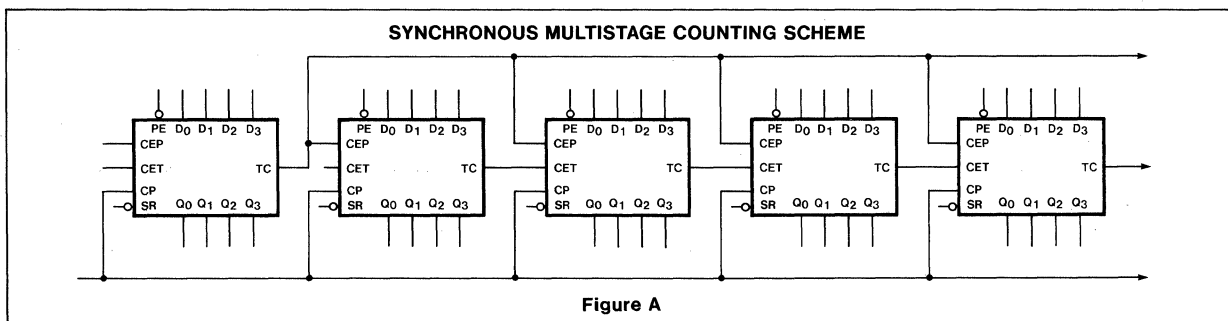 SYNCHRONOUS MULTISTAGE COUNTING SCHEME
PE D0 D1 D2 D3
CEP
CET TC
CP
SR Q0 Q1 Q2 Q3
PE D0 D1 D2 D3
CEP
CET TC
CP
SR Q0 Q1 Q2 Q3
PE D0 D1 D2 D3
CEP
CET TC
CP
SR Q0 Q1 Q2 Q3
PE D0 D1 D2 D3
CEP
CET TC
CP
SR Q0 Q1 Q2 Q3
PE D0 D1 D2 D3
CEP
CET TC
CP
SR Q0 Q1 Q2 Q3
Figure A